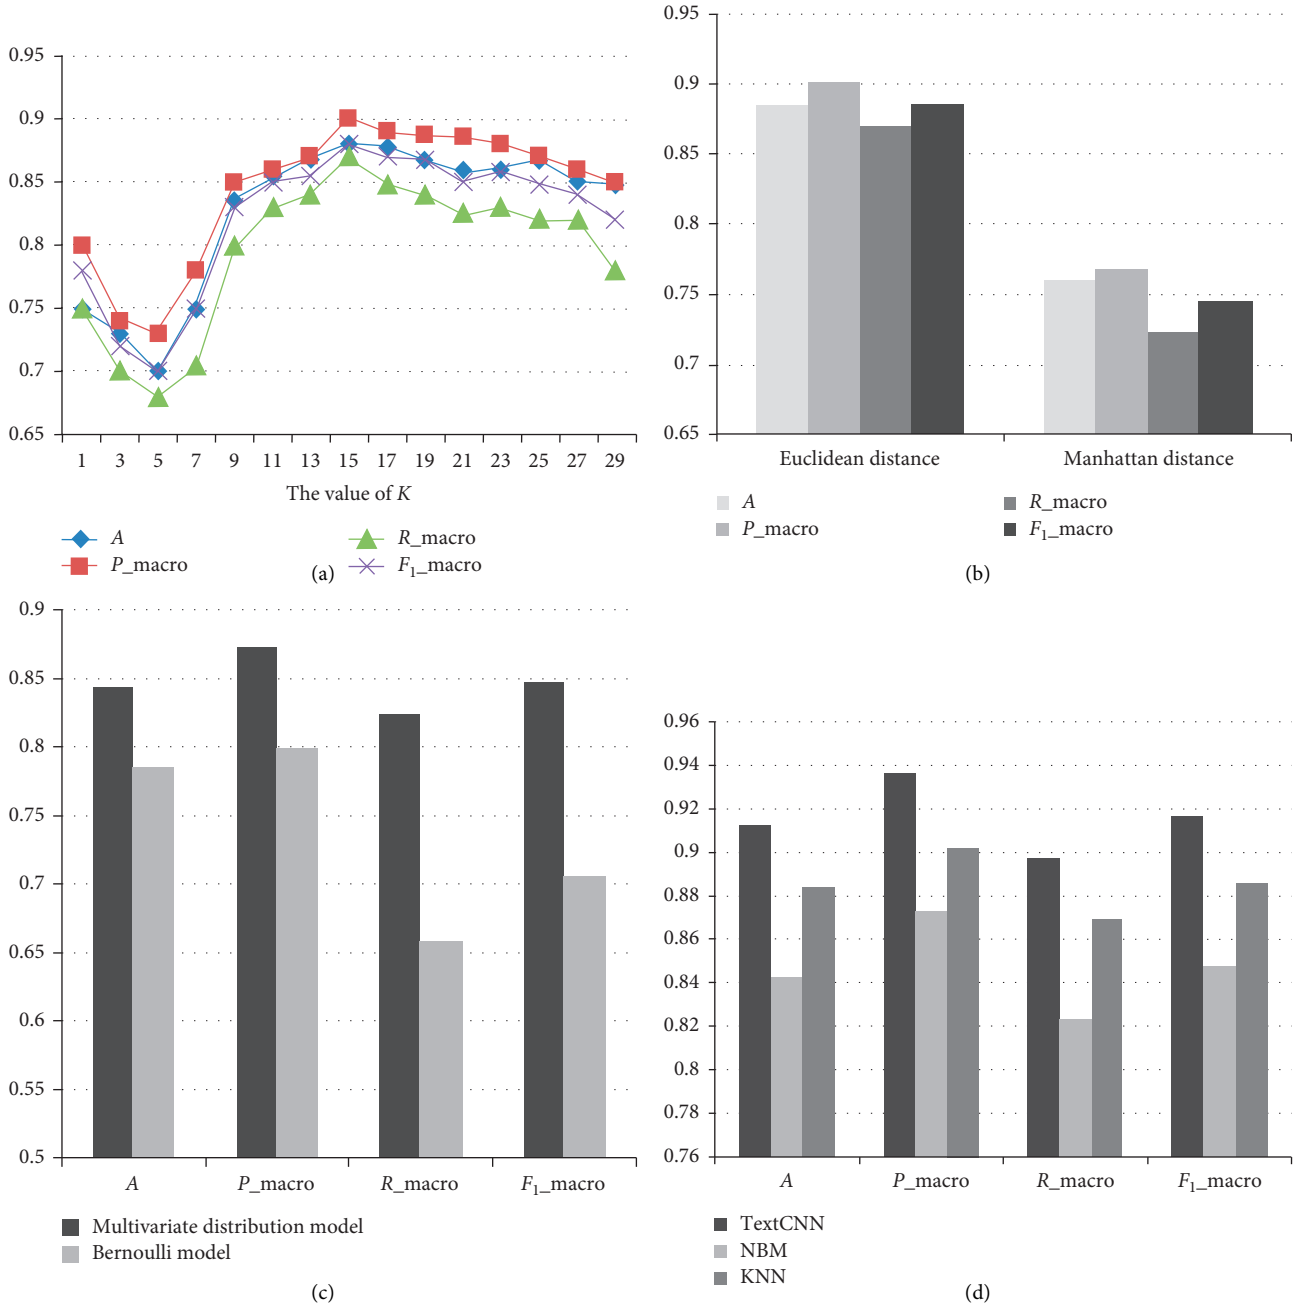 0.95
0.9
0.85
0.8
0.75
0.7
0.65
1 3 5 7 9 11 13 15 17 19 21 23 25 27 29
The value of K
A
P_macro
R_macro
F1_macro
(a)
0.95
0.9
0.85
0.8
0.75
0.7
0.65
Euclidean distance Manhattan distance
A
P_macro
R_macro
F1_macro
(b)
0.9
0.85
0.8
0.75
0.7
0.65
0.6
0.55
0.5
A P_macro R_macro F1_macro
Multivariate distribution model
Bernoulli model
(c)
0.96
0.94
0.92
0.9
0.88
0.86
0.84
0.82
0.8
0.78
0.76
A P_macro R_macro F1_macro
TextCNN
NBM
KNN
(d)